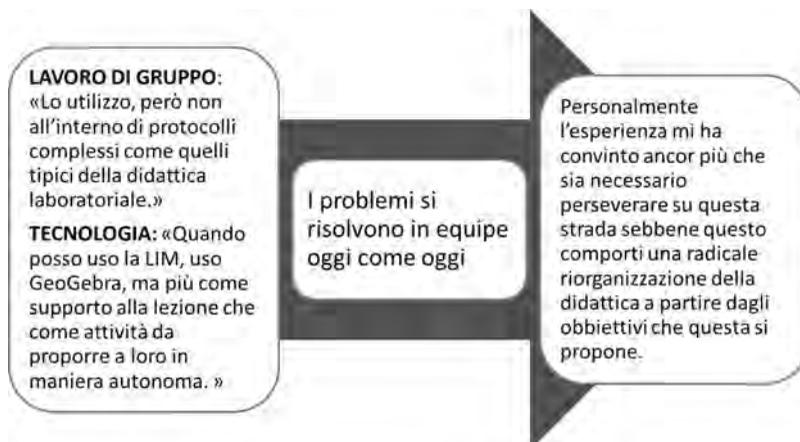 LAVORO DI GRUPPO:
«Lo utilizzo, però non
all'interno di protocolli
complessi come quelli
tipici della didattica
laboratoriale.»
TECNOLOGIA: «Quando
posso uso la LIM, uso
GeoGebra, ma più come
supporto alla lezione che
come attività da
proporre a loro in
maniera autonoma. »
I problemi si
risolvono in equipe
oggi come oggi
Personalmente
l'esperienza mi ha
convinto ancor più che
sia necessario
perseverare su questa
strada sebbene questo
comporti una radicale
riorganizzazione della
didattica a partire dagli
obbiettivi che questa si
propone.